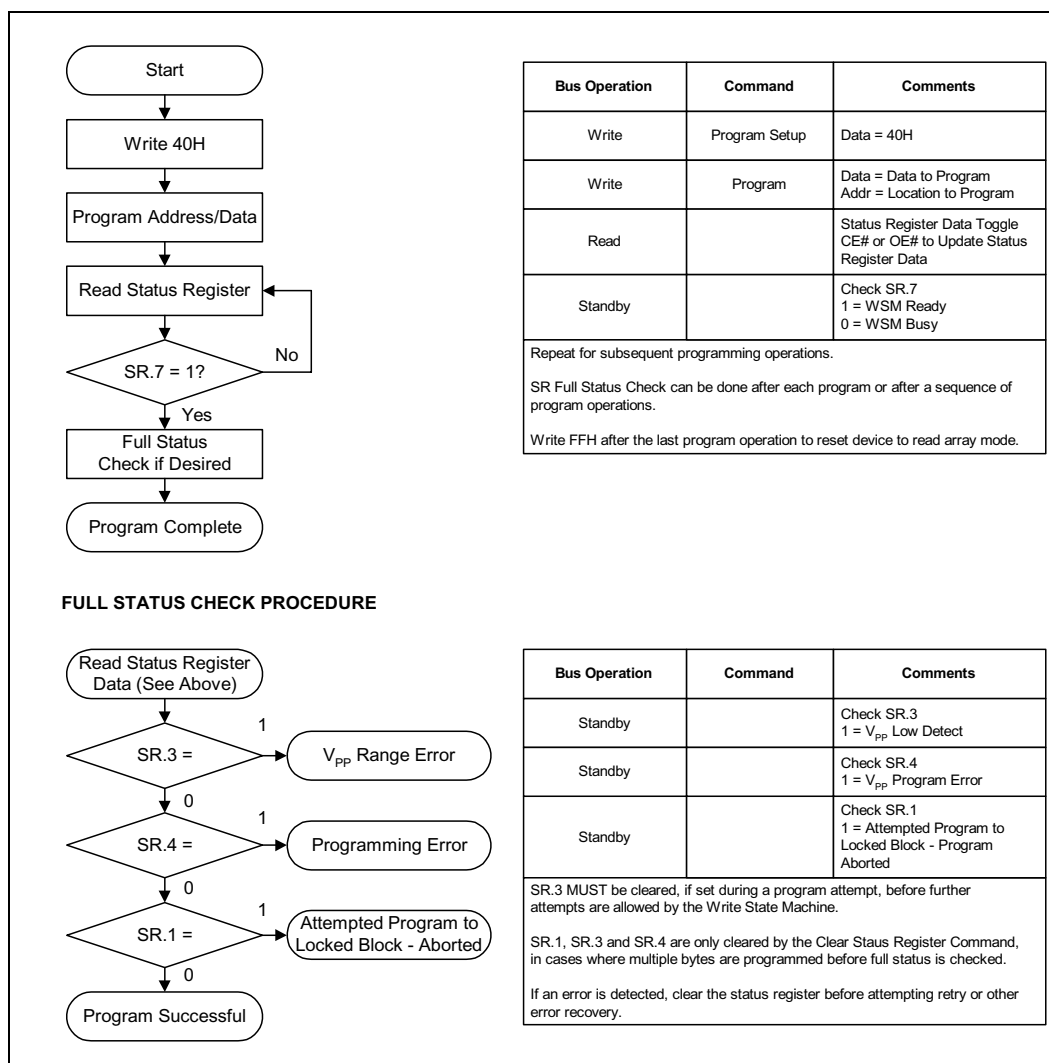 Start
Write 40H
Program Address/Data
Read Status Register
No
SR.7 = 1?
Yes
Full Status
Check if Desired
Program Complete
Bus Operation Command Comments
Write Program Setup Data = 40H
Write Program Data = Data to Program
Addr = Location to Program
Read Status Register Data Toggle
CE# or OE# to Update Status
Register Data
Standby Check SR.7
1 = WSM Ready
0 = WSM Busy
Repeat for subsequent programming operations.
SR Full Status Check can be done after each program or after a sequence of
program operations.
Write FFH after the last program operation to reset device to read array mode.
FULL STATUS CHECK PROCEDURE
Read Status Register
Data (See Above)
1
SR.3 =
VPP Range Error
0
1
SR.4 =
Programming Error
0
1
SR.1 =
Attempted Program to
Locked Block - Aborted
0
Program Successful
Bus Operation Command Comments
Standby Check SR.3
1 = VPP Low Detect
Standby Check SR.4
1 = VPP Program Error
Standby Check SR.1
1 = Attempted Program to
Locked Block - Program
Aborted
SR.3 MUST be cleared, if set during a program attempt, before further
attempts are allowed by the Write State Machine.
SR.1, SR.3 and SR.4 are only cleared by the Clear Staus Register Command,
in cases where multiple bytes are programmed before full status is checked.
If an error is detected, clear the status register before attempting retry or other
error recovery.